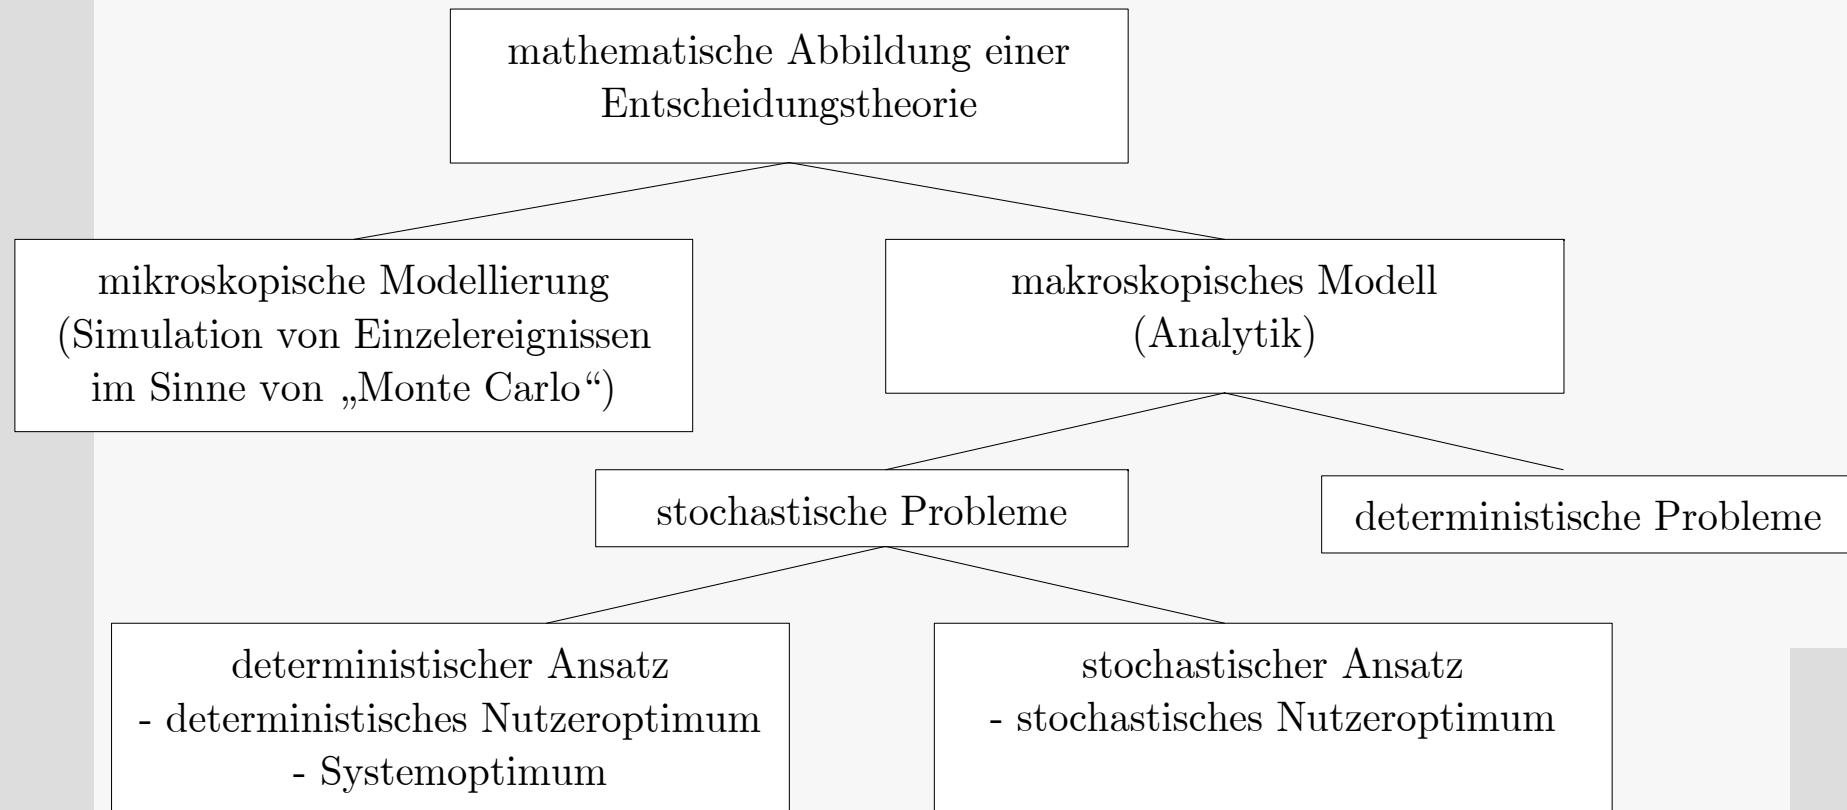 mathematische Abbildung einer
Entscheidungstheorie
mikroskopische Modellierung
(Simulation von Einzelereignissen
im Sinne von „Monte Carlo“)
makroskopisches Modell
(Analytik)
stochastische Probleme
deterministische Probleme
deterministischer Ansatz
- deterministisches Nutzeroptimum
- Systemoptimum
stochastischer Ansatz
- stochastisches Nutzeroptimum